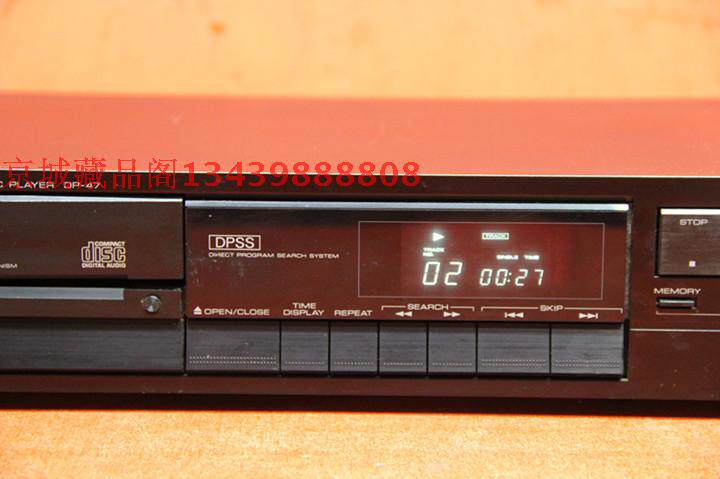 京城藏品阁13439888808
C PLAYER DP-47
COMPACT
disc
DIGITAL AUDIO
NISM
DPSS
DIRECT PROGRAM SEARCH SYSTEM
TRACK
TRACK NO.
SINGLE TIME
02 00:27
OPEN/CLOSE
TIME DISPLAY
REPEAT
SEARCH
SKIP
STOP
MEMORY